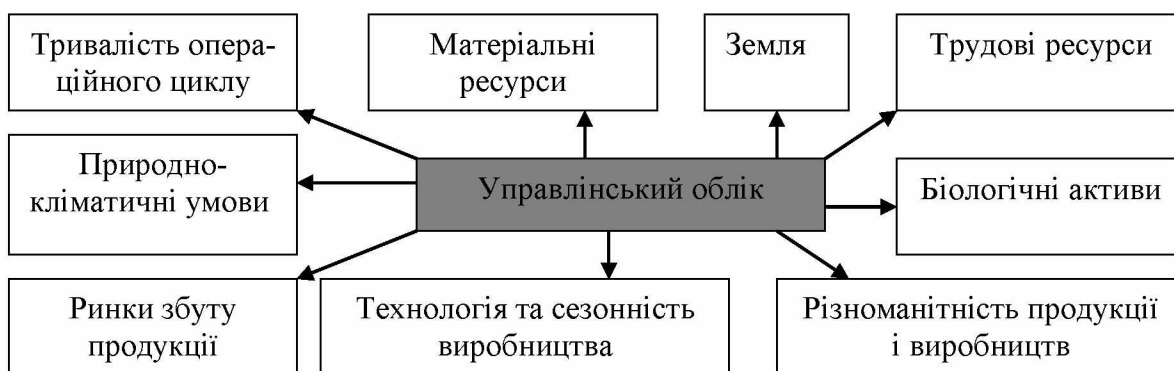 Тривалість опера-
ційного циклу
Матеріальні
ресурси
Земля
Трудові ресурси
Природно-
кліматичні умови
Управлінський облік
Біологічні активи
Ринки збуту
продукції
Технологія та сезонність
виробництва
Різноманітність продукції
і виробництв